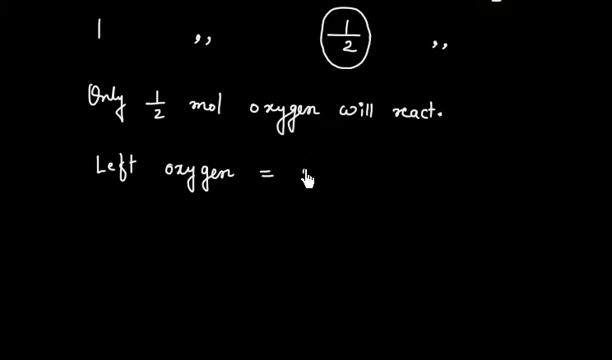 1 ,, 1/2 ,,
Only 1/2 mol oxygen will react.
Left oxygen =